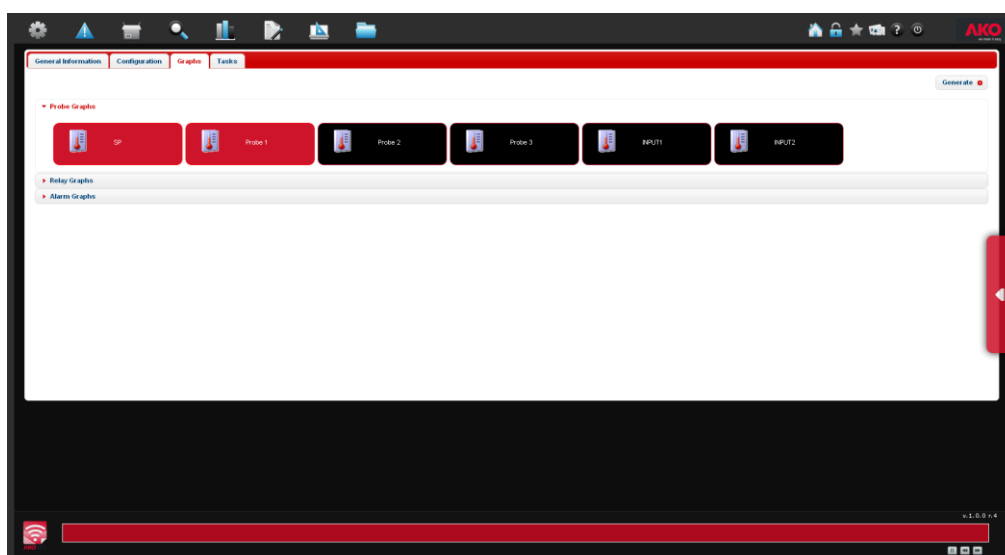 AKO
General Information Configuration Graphs Tasks
Generate
Probe Graphs
SP Probe 1 Probe 2 Probe 3 INPUT1 INPUT2
Relay Graphs
Alarm Graphs
v.1.0.0 r.4
AKO